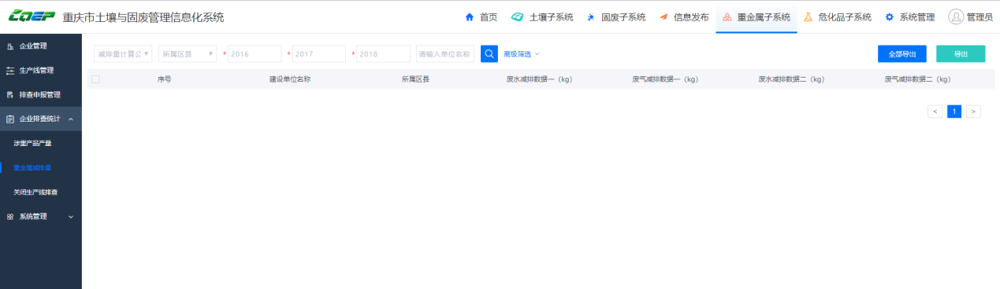 CQEP 重庆市土壤与固废管理信息化系统 首页 土壤子系统 固废子系统 信息发布 重金属子系统 危化品子系统 系统管理 管理员
企业管理
生产线管理
排查申报管理
企业排查统计
涉重产品产量
重金属减排量
关闭生产线排查
系统管理
减排量计算公 所属区县 * 2016 * 2017 * 2018 请输入单位名称 高级筛选 全部导出 导出
序号 建设单位名称 所属区县 废水减排数据一（kg） 废气减排数据一（kg） 废水减排数据二（kg） 废气减排数据二（kg）
< 1 >